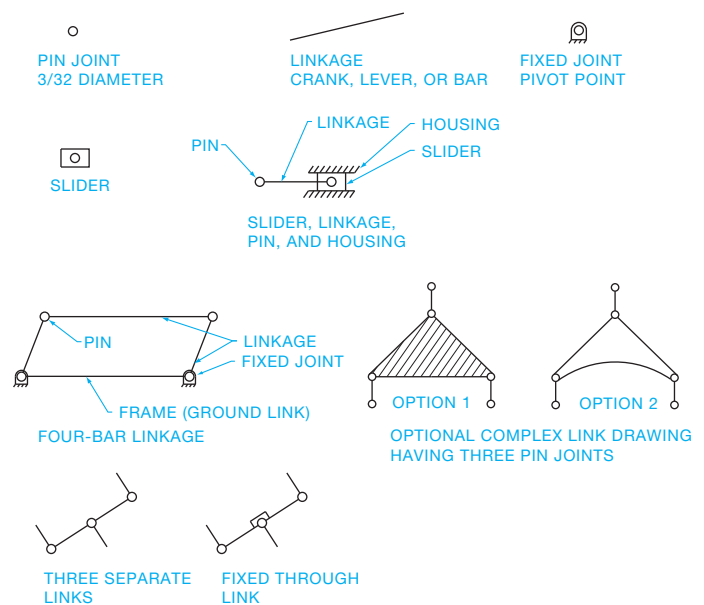 PIN JOINT
3/32 DIAMETER
LINKAGE
CRANK, LEVER, OR BAR
FIXED JOINT
PIVOT POINT
SLIDER
PIN
LINKAGE
HOUSING
SLIDER
SLIDER, LINKAGE,
PIN, AND HOUSING
PIN
LINKAGE
FIXED JOINT
FRAME (GROUND LINK)
FOUR-BAR LINKAGE
OPTION 1
OPTION 2
OPTIONAL COMPLEX LINK DRAWING
HAVING THREE PIN JOINTS
THREE SEPARATE
LINKS
FIXED THROUGH
LINK